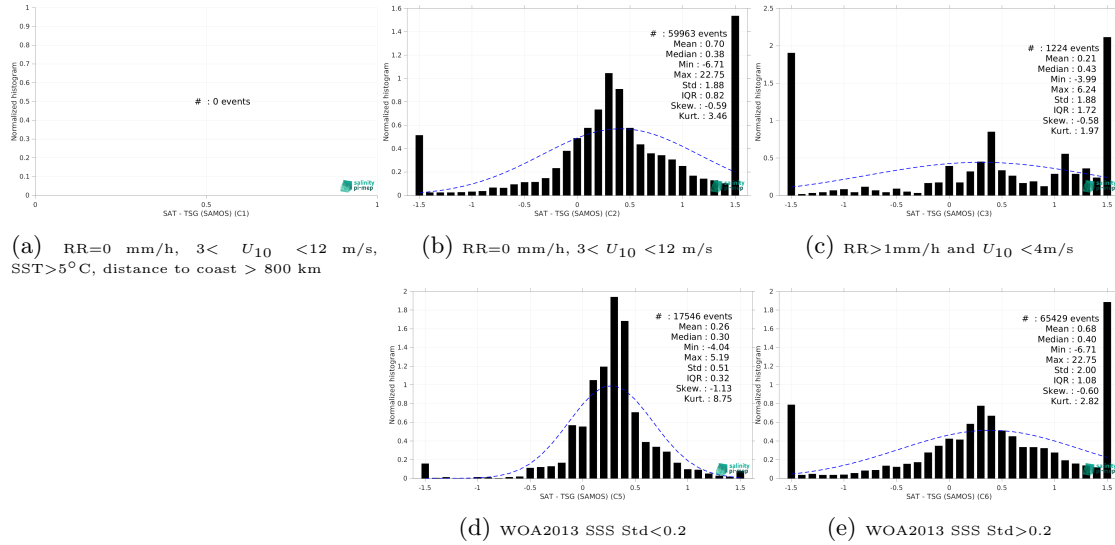 1
0.9
0.8
0.7
0.6
0.5
0.4
0.3
0.2
0.1
0
Normalized histogram
# : 0 events
salinity
pi-mep
0
0.5
1
SAT - TSG (SAMOS) (C1)
(a) RR=0 mm/h, 3< U10 <12 m/s,
SST>5°C, distance to coast > 800 km
1.6
1.4
1.2
1
0.8
0.6
0.4
0.2
0
Normalized histogram
# : 59963 events
Mean : 0.70
Median : 0.38
Min : -6.71
Max : 22.75
Std : 1.88
IQR : 0.82
Skew. : -0.59
Kurt. : 3.46
salinity
pi-mep
-1.5
-1
-0.5
0
0.5
1
1.5
SAT - TSG (SAMOS) (C2)
(b) RR=0 mm/h, 3< U10 <12 m/s
2.5
2
1.5
1
0.5
0
Normalized histogram
# : 1224 events
Mean : 0.21
Median : 0.43
Min : -3.99
Max : 6.24
Std : 1.88
IQR : 1.72
Skew. : -0.58
Kurt. : 1.97
salinity
pi-mep
-1.5
-1
-0.5
0
0.5
1
1.5
SAT - TSG (SAMOS) (C3)
(c) RR>1mm/h and U10 <4m/s
2
1.8
1.6
1.4
1.2
1
0.8
0.6
0.4
0.2
0
Normalized histogram
# : 17546 events
Mean : 0.26
Median : 0.30
Min : -4.04
Max : 5.19
Std : 0.51
IQR : 0.32
Skew. : -1.13
Kurt. : 8.75
salinity
pi-mep
-1.5
-1
-0.5
0
0.5
1
1.5
SAT - TSG (SAMOS) (C5)
(d) WOA2013 SSS Std<0.2
2
1.8
1.6
1.4
1.2
1
0.8
0.6
0.4
0.2
0
Normalized histogram
# : 65429 events
Mean : 0.68
Median : 0.40
Min : -6.71
Max : 22.75
Std : 2.00
IQR : 1.08
Skew. : -0.60
Kurt. : 2.82
salinity
pi-mep
-1.5
-1
-0.5
0
0.5
1
1.5
SAT - TSG (SAMOS) (C6)
(e) WOA2013 SSS Std>0.2